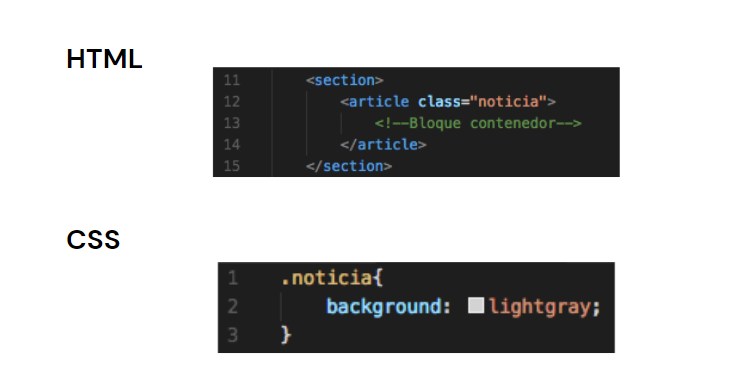 HTML
11 <section>
12 <article class="noticia">
13 <!--Bloque contenedor-->
14 </article>
15 </section>
CSS
1 .noticia{
2 background: lightgray;
3 }